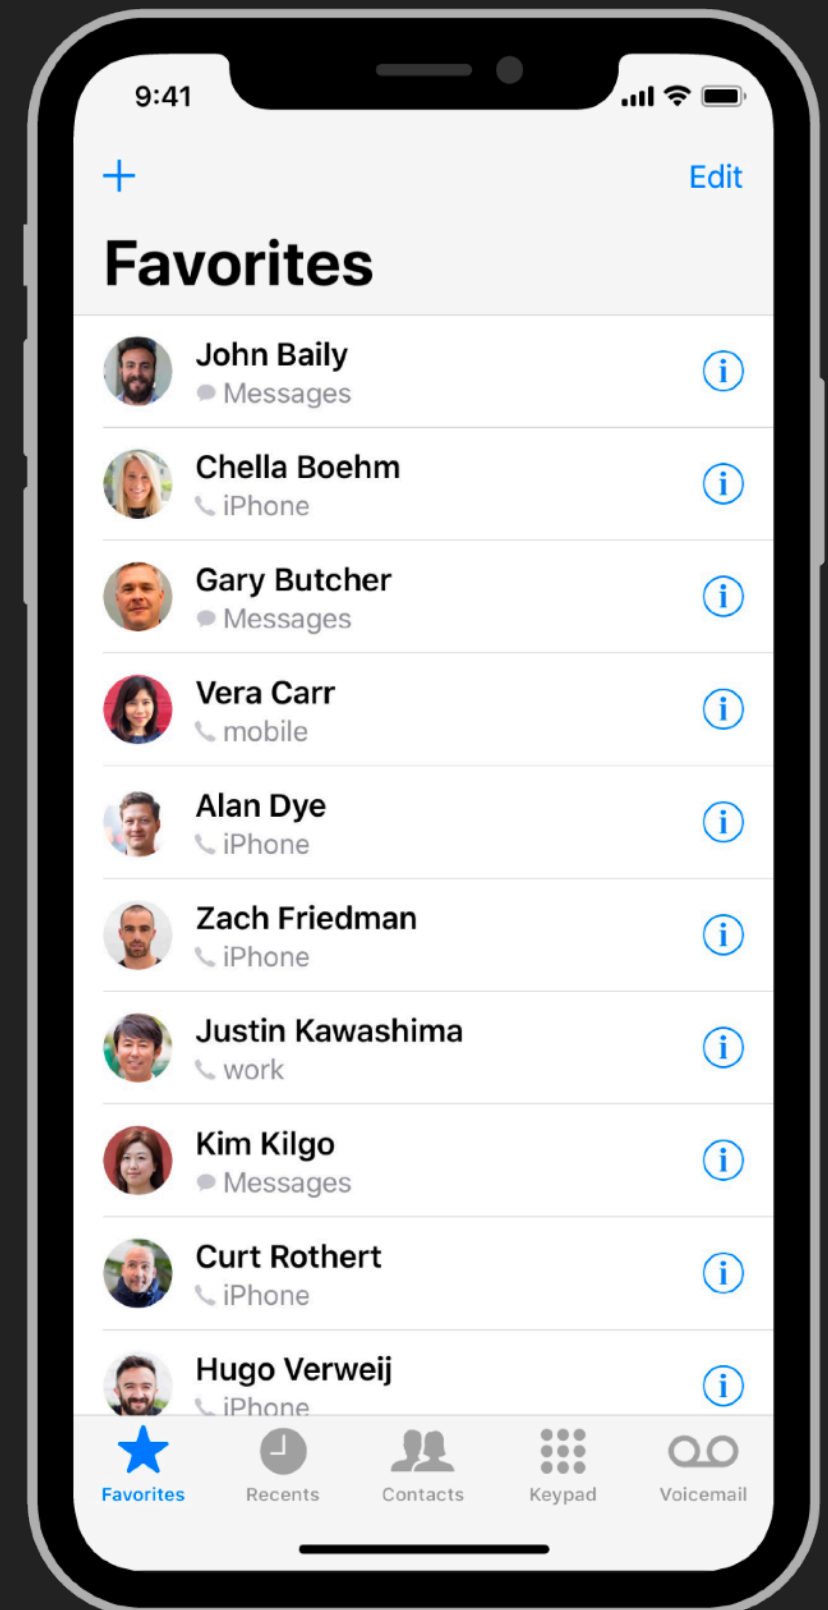 9:41
Edit
Favorites
John Baily
Messages
Chella Boehm
iPhone
Gary Butcher
Messages
Vera Carr
mobile
Alan Dye
iPhone
Zach Friedman
iPhone
Justin Kawashima
work
Kim Kilgo
Messages
Curt Rothert
iPhone
Hugo Verweij
iPhone
Favorites Recents Contacts Keypad Voicemail